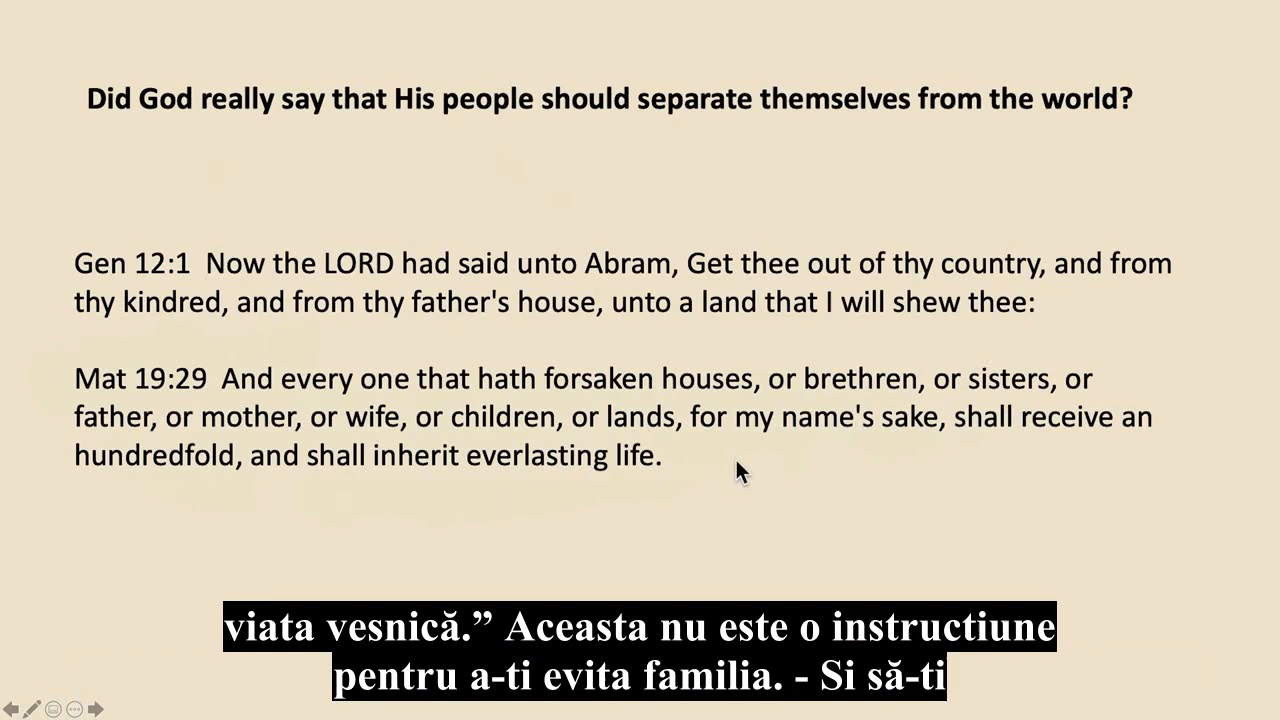 Did God really say that His people should separate themselves from the world?
Gen 12:1  Now the LORD had said unto Abram, Get thee out of thy country, and from
thy kindred, and from thy father's house, unto a land that I will shew thee:
Mat 19:29  And every one that hath forsaken houses, or brethren, or sisters, or
father, or mother, or wife, or children, or lands, for my name's sake, shall receive an
hundredfold, and shall inherit everlasting life.
viata vesnică.” Aceasta nu este o instructiune
pentru a-ti evita familia. - Si să-ti